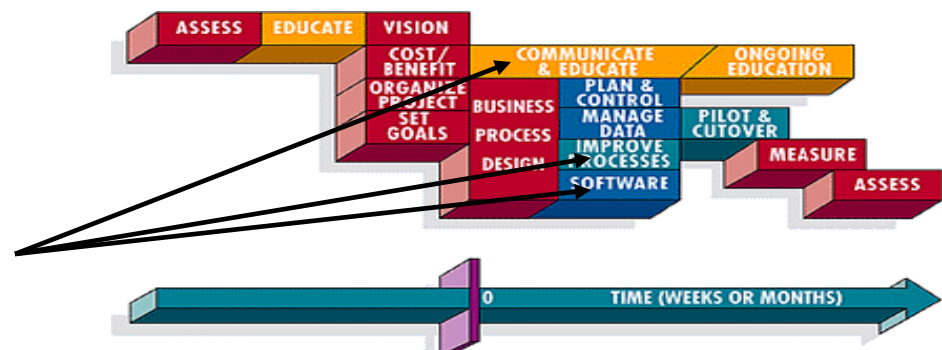 ASSESS
EDUCATE
VISION
COST/
BENEFIT
ORGANIZE
PROJECT
SET
GOALS
COMMUNICATE
& EDUCATE
ONGOING
EDUCATION
BUSINESS
PROCESS
DESIGN
PLAN &
CONTROL
MANAGE
DATA
IMPROVE
PROCESSES
SOFTWARE
PILOT &
CUTOVER
MEASURE
ASSESS
0
TIME (WEEKS OR MONTHS)